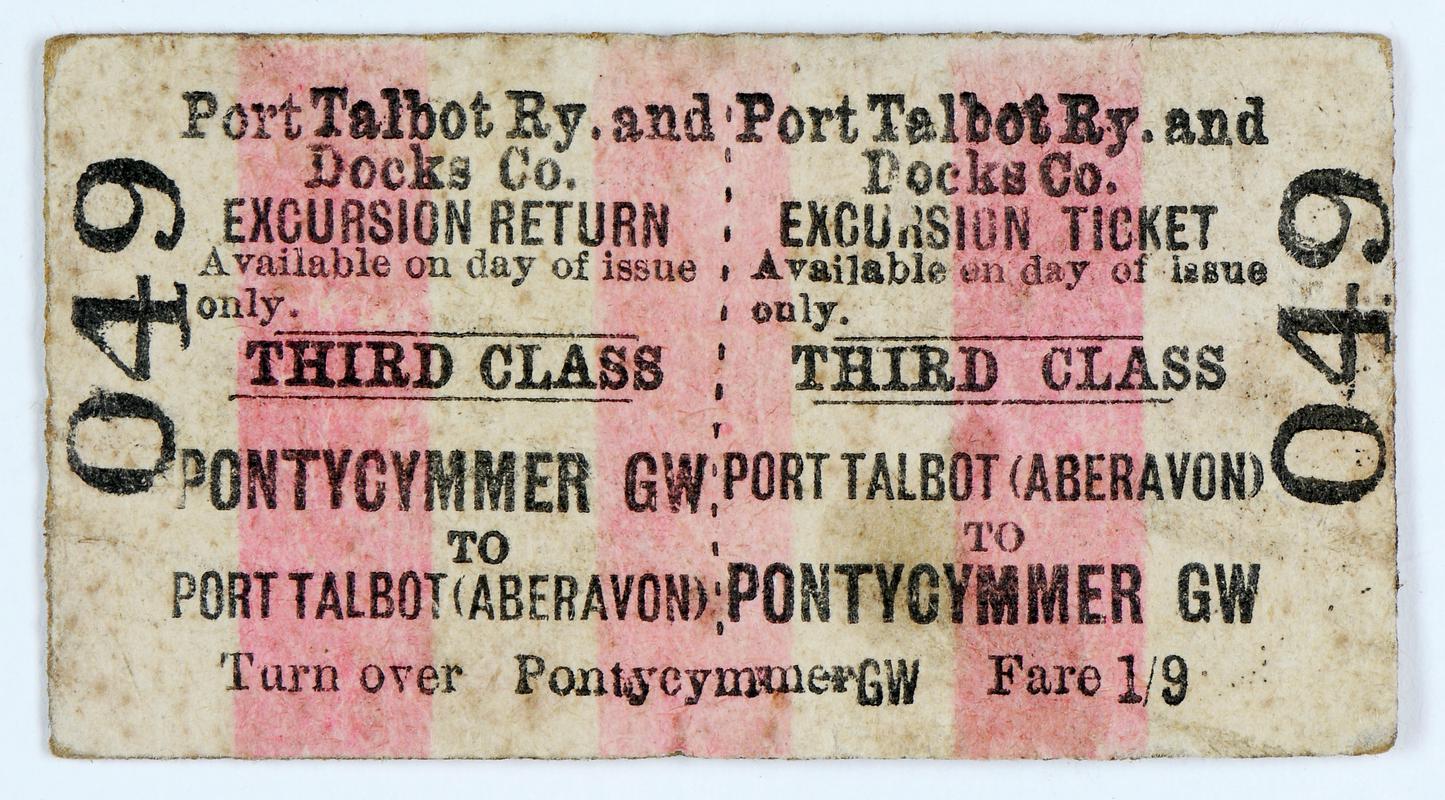 049
Port Talbot Ry. and
Docks Co.
EXCURSION RETURN
Available on day of issue
only.
THIRD CLASS
PONTYCYMMER GW
TO
PORT TALBOT (ABERAVON)
Port Talbot Ry. and
Docks Co.
EXCURSION TICKET
Available on day of issue
only.
THIRD CLASS
PORT TALBOT (ABERAVON)
TO
PONTYCYMMER GW
Turn over Pontycymmer GW Fare 1/9
049